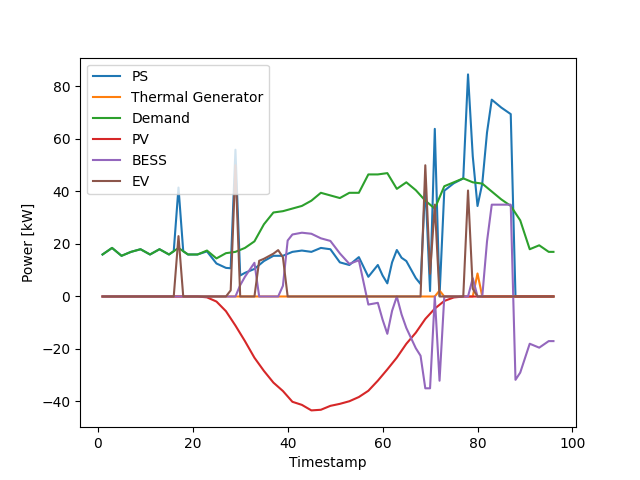 PS
Thermal Generator
Demand
PV
BESS
EV
Power [kW]
80
60
40
20
0
−20
−40
0 20 40 60 80 100
Timestamp